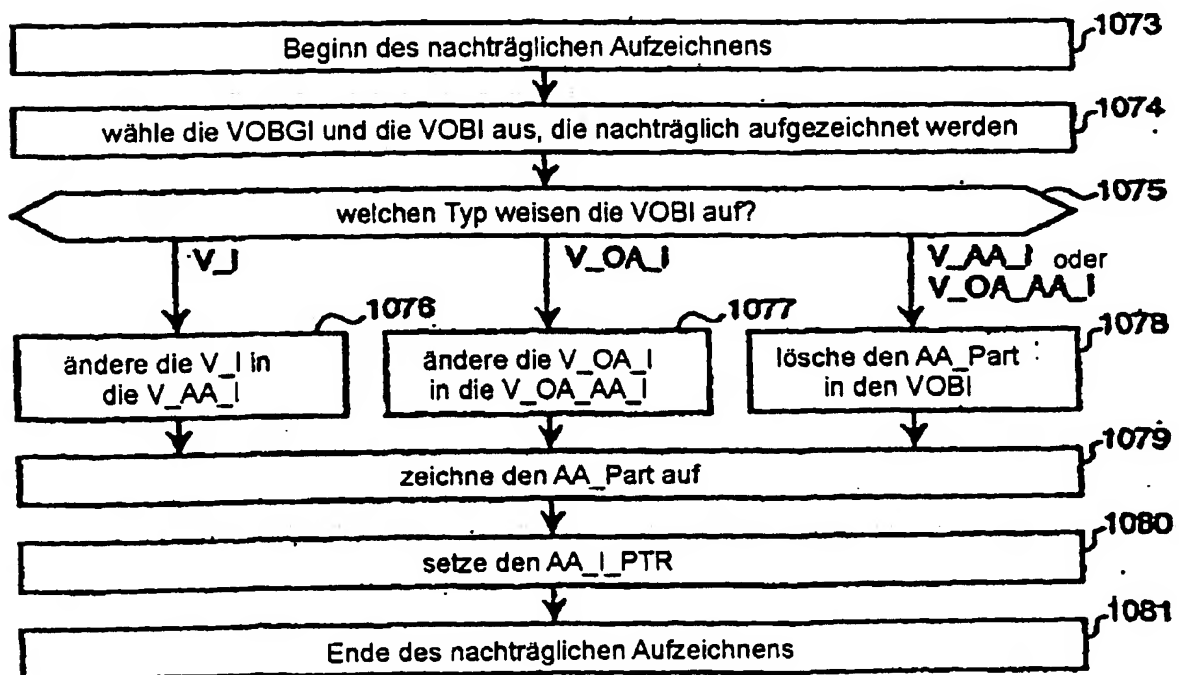 Beginn des nachträglichen Aufzeichnens
1073
wähle die VOBGI und die VOBI aus, die nachträglich aufgezeichnet werden
1074
welchen Typ weisen die VOBI auf?
1075
V_I
V_OA_I
V_AA_I oder
V_OA_AA_I
1076
ändere die V_I in
die V_AA_I
1077
ändere die V_OA_I
in die V_OA_AA_I
1078
lösche den AA_Part
in den VOBI
1079
zeichne den AA_Part auf
1080
setze den AA_I_PTR
1081
Ende des nachträglichen Aufzeichnens